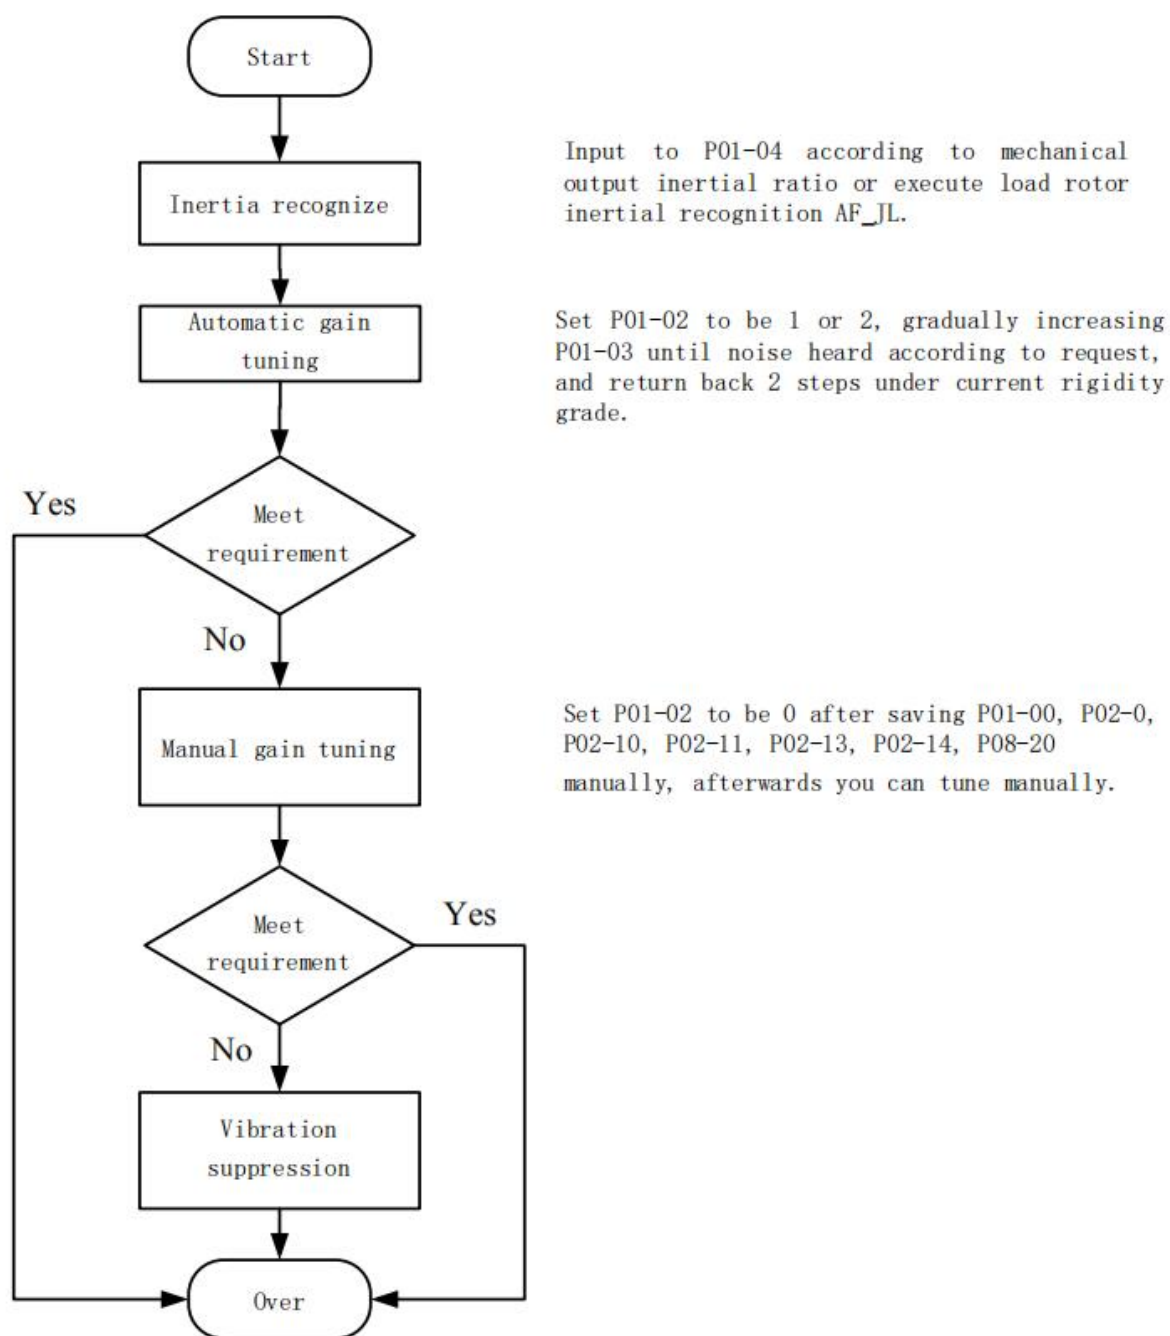 Start
Inertia recognize
Input to P01-04 according to mechanical
output inertial ratio or execute load rotor
inertial recognition AF_JL.
Automatic gain
tuning
Set P01-02 to be 1 or 2, gradually increasing
P01-03 until noise heard according to request,
and return back 2 steps under current rigidity
grade.
Yes
Meet
requirement
No
Manual gain tuning
Set P01-02 to be 0 after saving P01-00, P02-0,
P02-10, P02-11, P02-13, P02-14, P08-20
manually, afterwards you can tune manually.
Meet
requirement
Yes
No
Vibration
suppression
Over